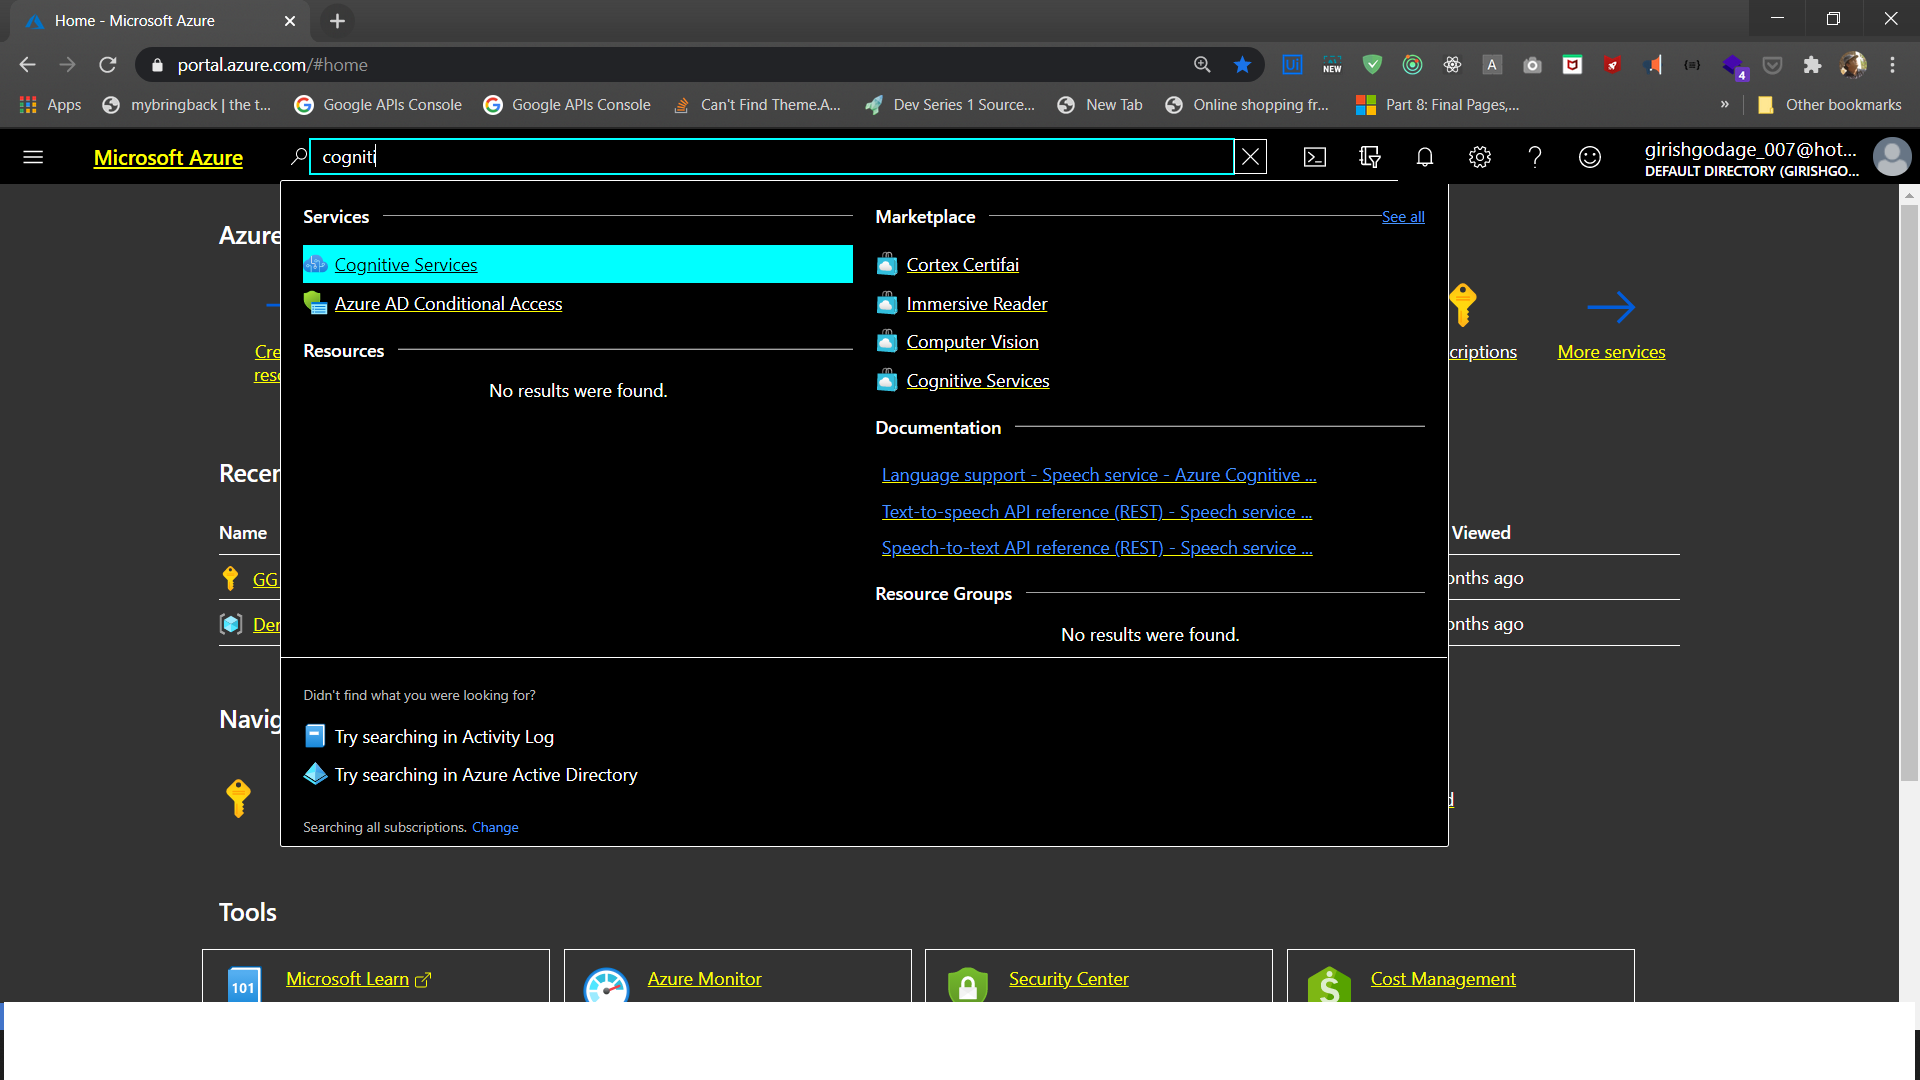 Home - Microsoft Azure
portal.azure.com/#home
Ui
NEW
A
4
Apps
mybringback | the t...
Google APIs Console
Google APIs Console
Can't Find Theme.A...
Dev Series 1 Source...
New Tab
Online shopping fr...
Part 8: Final Pages,...
»
Other bookmarks
Microsoft Azure
cogniti
girishgodage_007@hot...
DEFAULT DIRECTORY (GIRISHGO...
Services
Cognitive Services
Azure AD Conditional Access
Resources
No results were found.
Marketplace
See all
Cortex Certifai
Immersive Reader
Computer Vision
Cognitive Services
Documentation
Language support - Speech service - Azure Cognitive ...
Text-to-speech API reference (REST) - Speech service ...
Speech-to-text API reference (REST) - Speech service ...
Resource Groups
No results were found.
Didn't find what you were looking for?
Try searching in Activity Log
Try searching in Azure Active Directory
Searching all subscriptions. Change
Azure
Cre
resc
criptions
More services
Recer
Name
Viewed
GG
onths ago
Der
onths ago
Navig
d
Tools
101
Microsoft Learn
Azure Monitor
Security Center
Cost Management